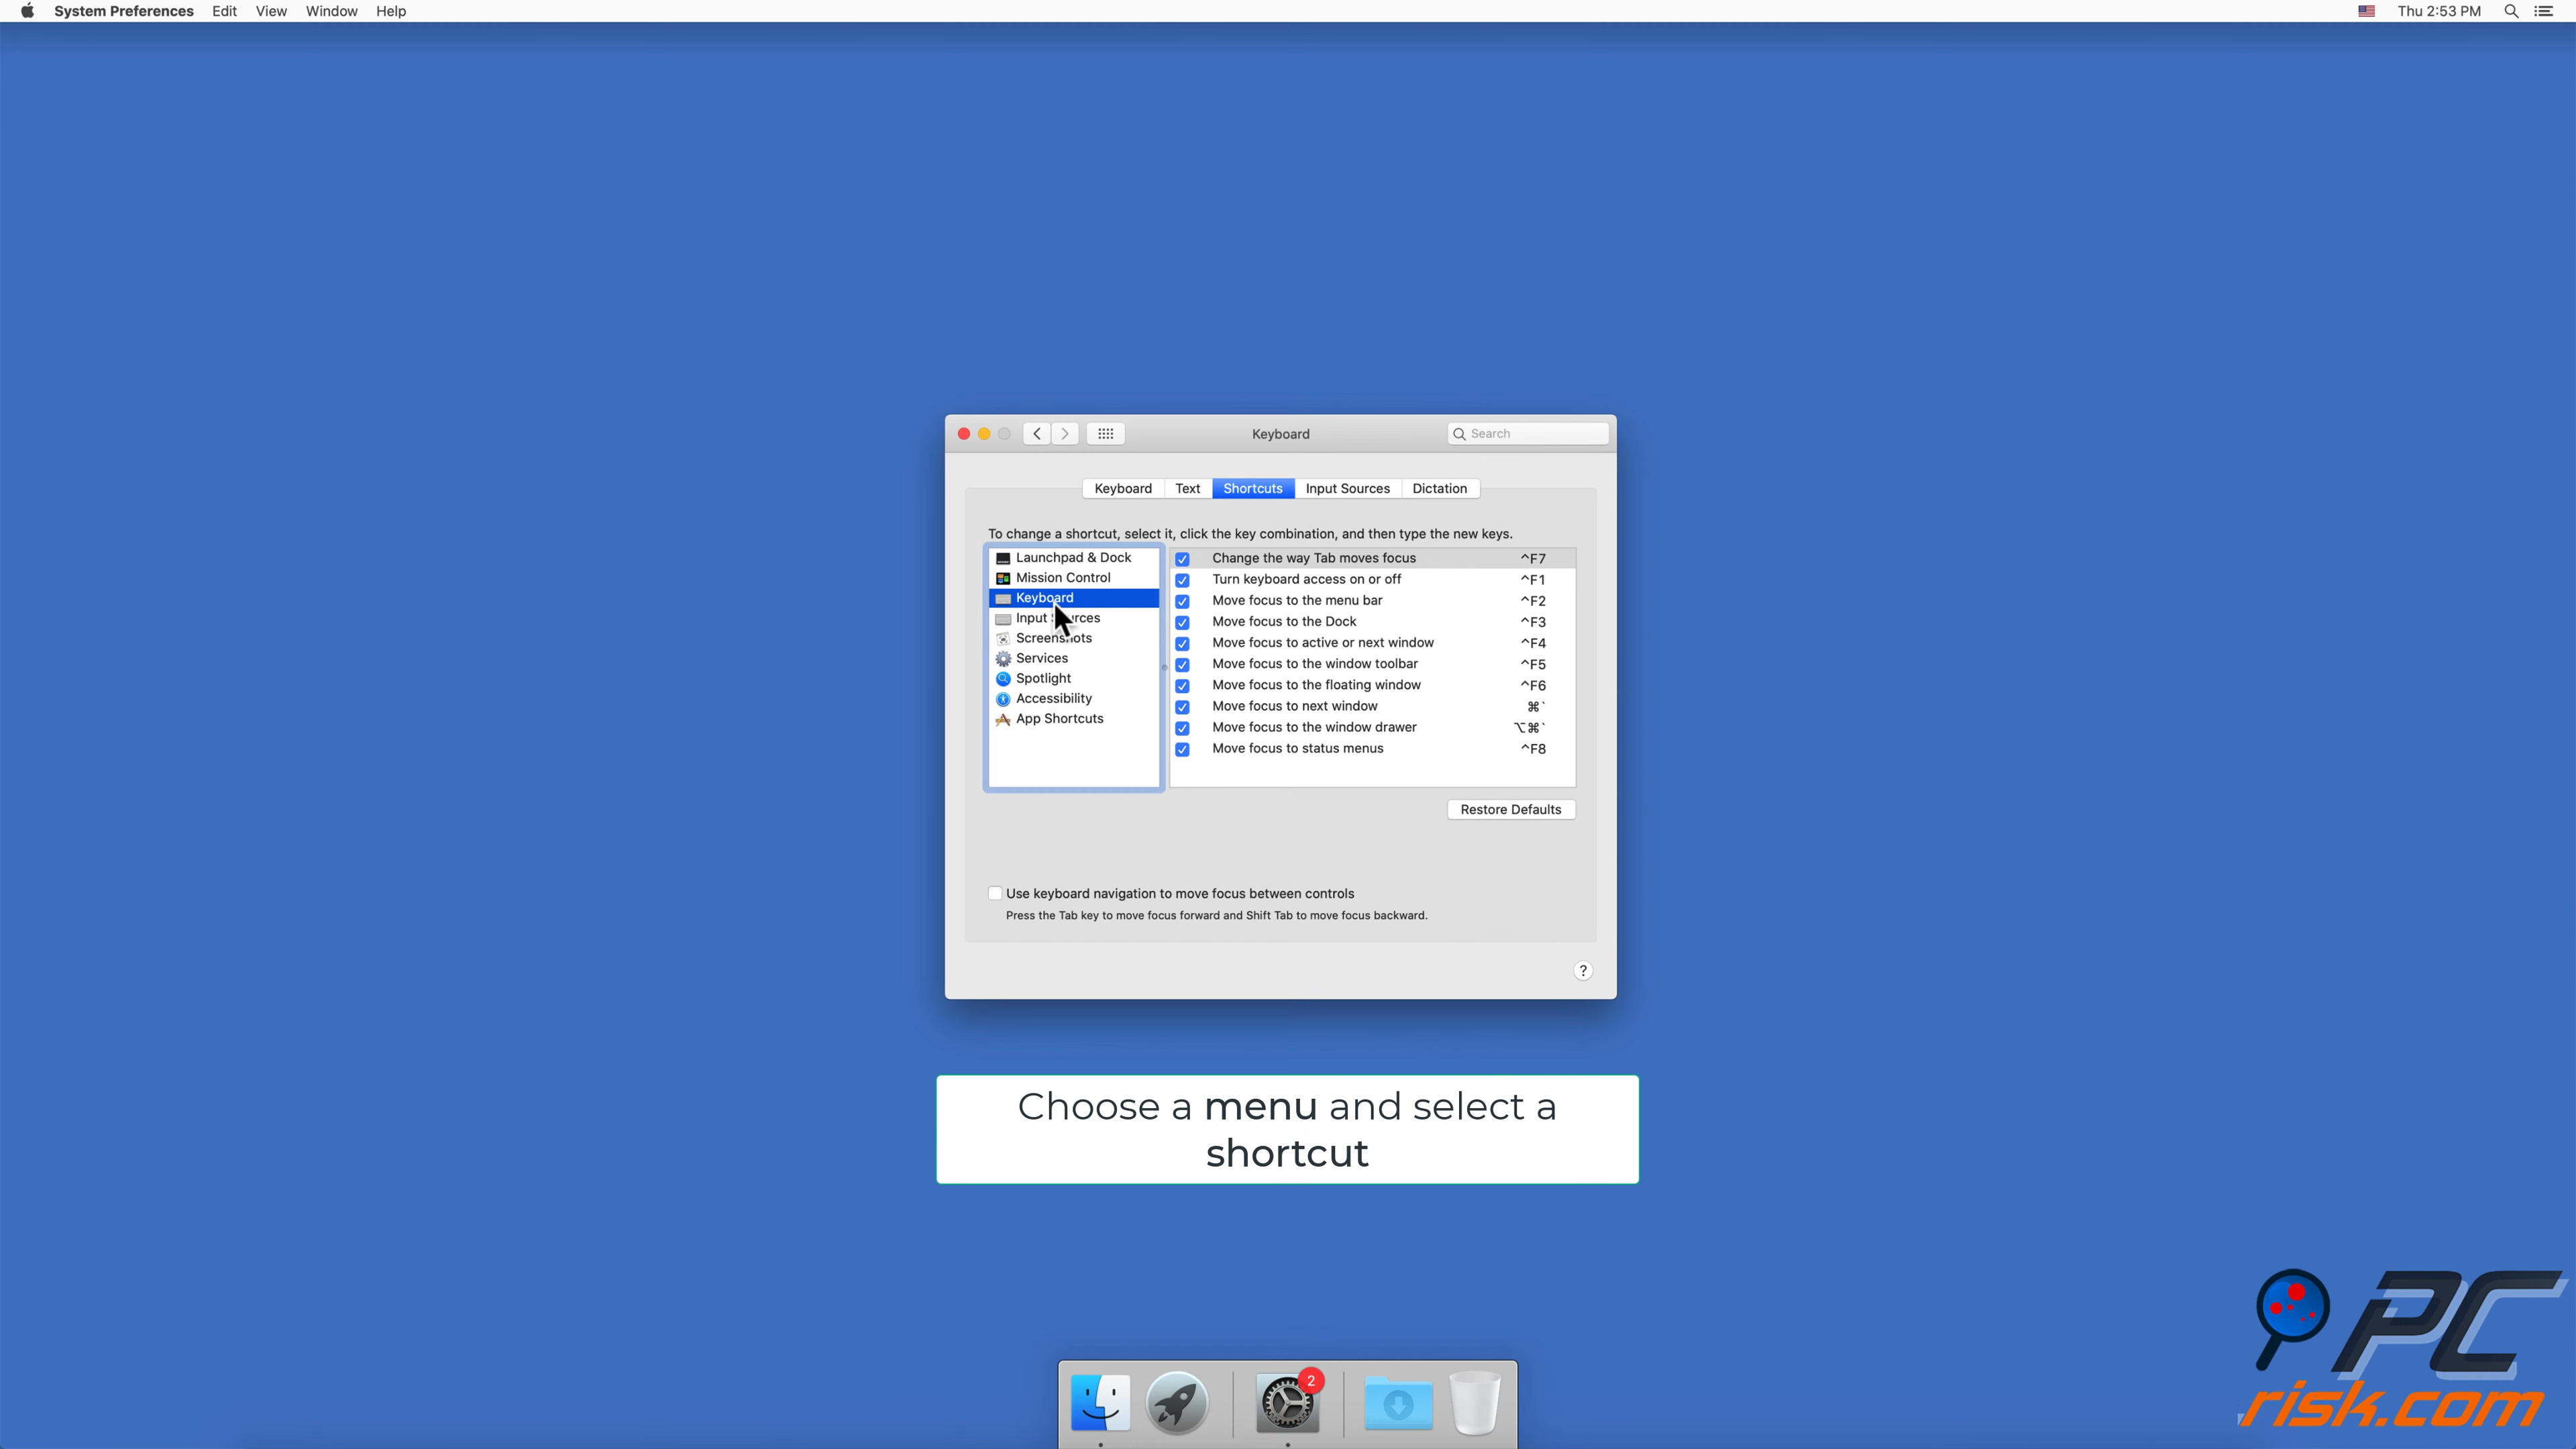 System Preferences Edit View Window Help
Thu 2:53 PM
Keyboard
Search
Keyboard Text Shortcuts Input Sources Dictation
To change a shortcut, select it, click the key combination, and then type the new keys.
Launchpad & Dock
Mission Control
Keyboard
Input rces
Screenshots
Services
Spotlight
Accessibility
App Shortcuts
Change the way Tab moves focus ^F7
Turn keyboard access on or off ^F1
Move focus to the menu bar ^F2
Move focus to the Dock ^F3
Move focus to active or next window ^F4
Move focus to the window toolbar ^F5
Move focus to the floating window ^F6
Move focus to next window ⌘`
Move focus to the window drawer ⌥⌘`
Move focus to status menus ^F8
Restore Defaults
Use keyboard navigation to move focus between controls
Press the Tab key to move focus forward and Shift Tab to move focus backward.
?
Choose a menu and select a
shortcut
2
PC
risk.com